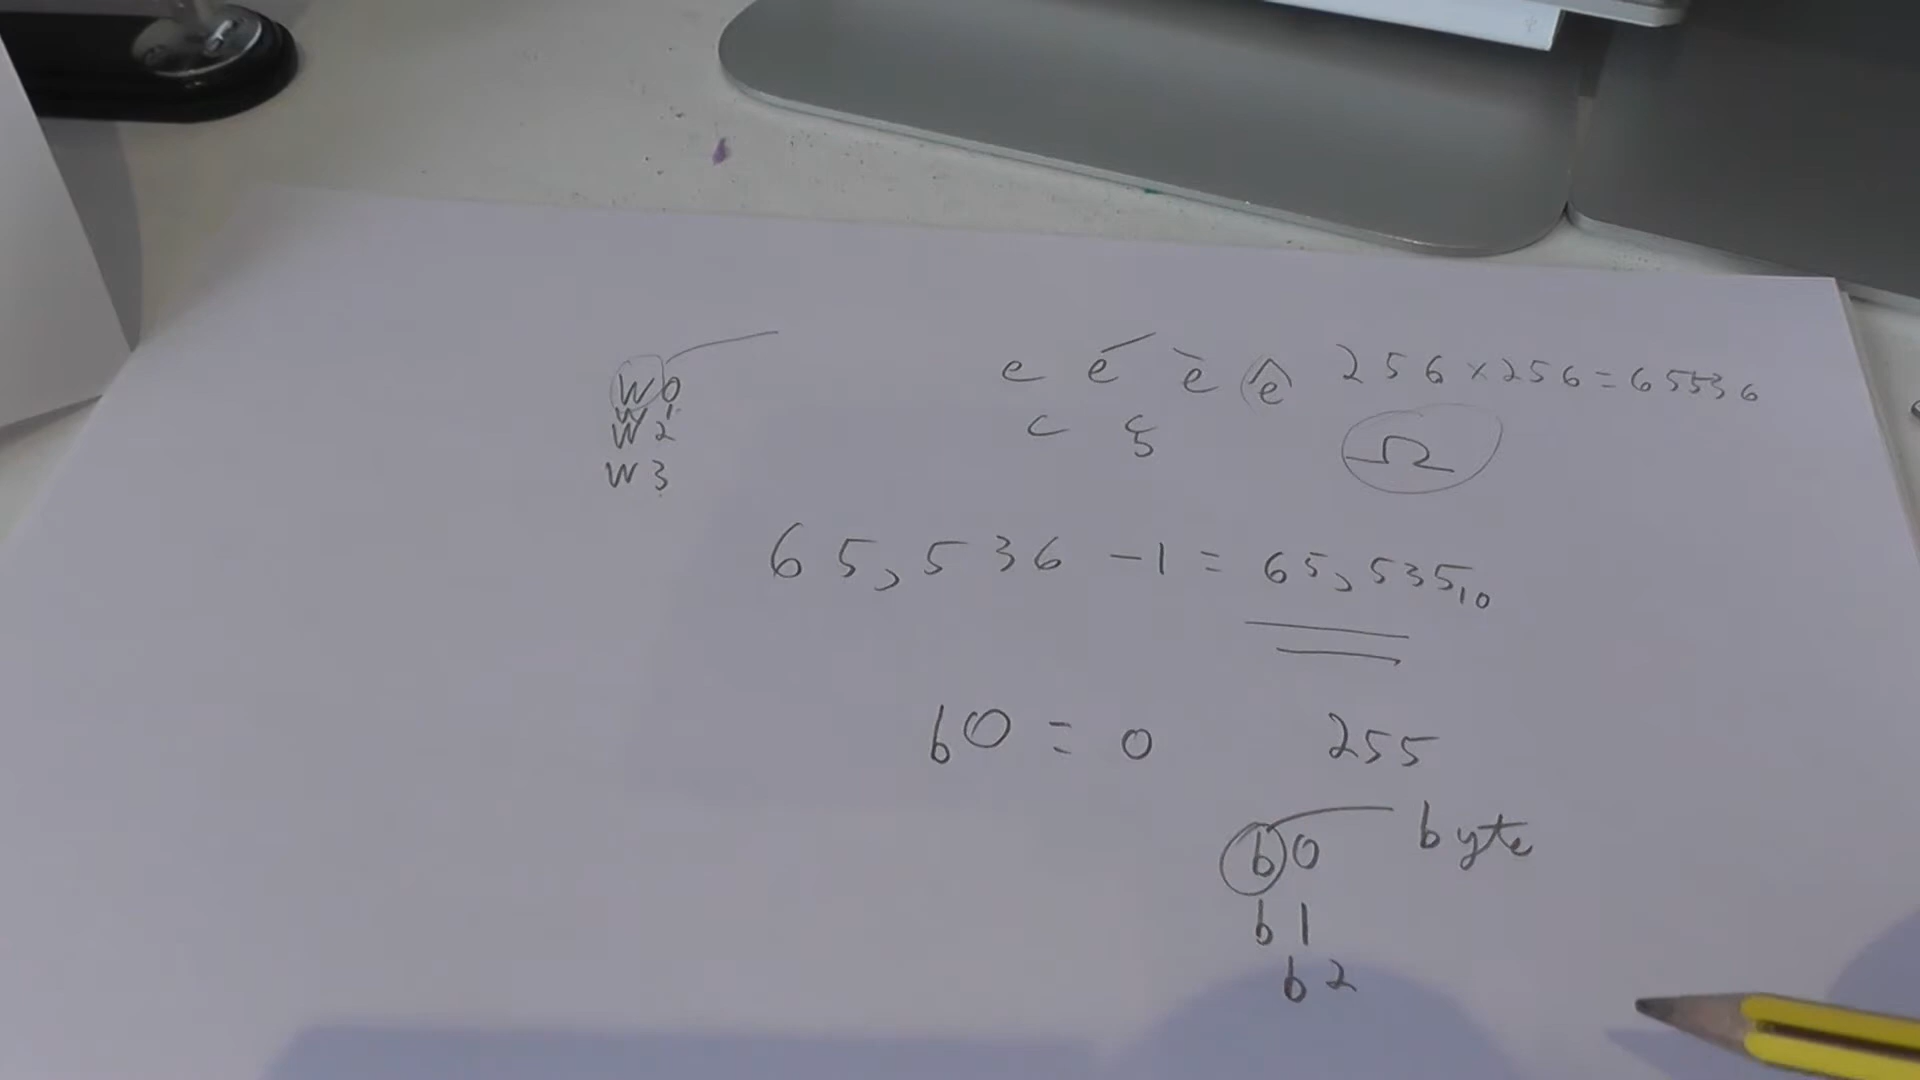 W0
W1
W2
W3
e é è ê 256 × 256 = 65536
c ç Ω
65,536 - 1 = 65,535₁₀
b0 = 0 255
b0 byte
b1
b2